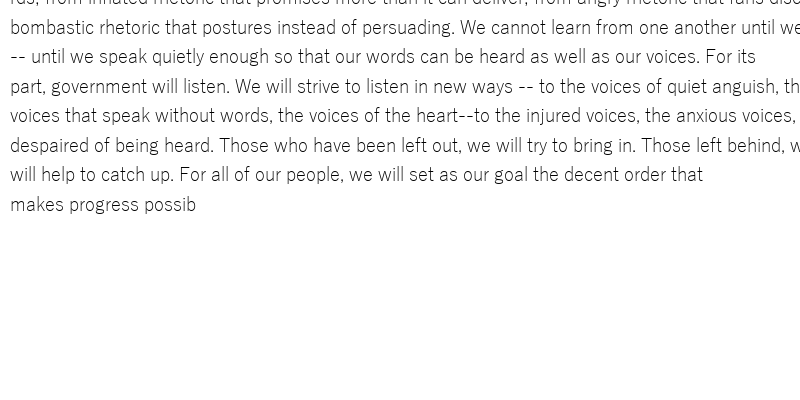 rds, from inflated rhetoric that promises more than it can deliver, from angry rhetoric that fans
bombastic rhetoric that postures instead of persuading. We cannot learn from one another until we
-- until we speak quietly enough so that our words can be heard as well as our voices. For its
part, government will listen. We will strive to listen in new ways -- to the voices of quiet anguish, th
voices that speak without words, the voices of the heart--to the injured voices, the anxious voices,
despaired of being heard. Those who have been left out, we will try to bring in. Those left behind, w
will help to catch up. For all of our people, we will set as our goal the decent order that
makes progress possib